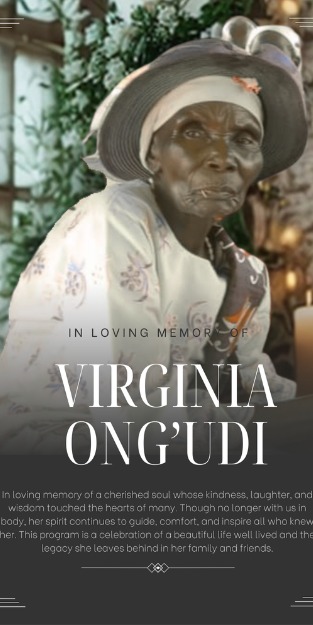 IN LOVING MEMORY OF
VIRGINIA
ONG'UDI
In loving memory of a cherished soul whose kindness, laughter, and
wisdom touched the hearts of many. Though no longer with us in
body, her spirit continues to guide, comfort, and inspire all who knew
her. This program is a celebration of a beautiful life well lived and the
legacy she leaves behind in her family and friends.